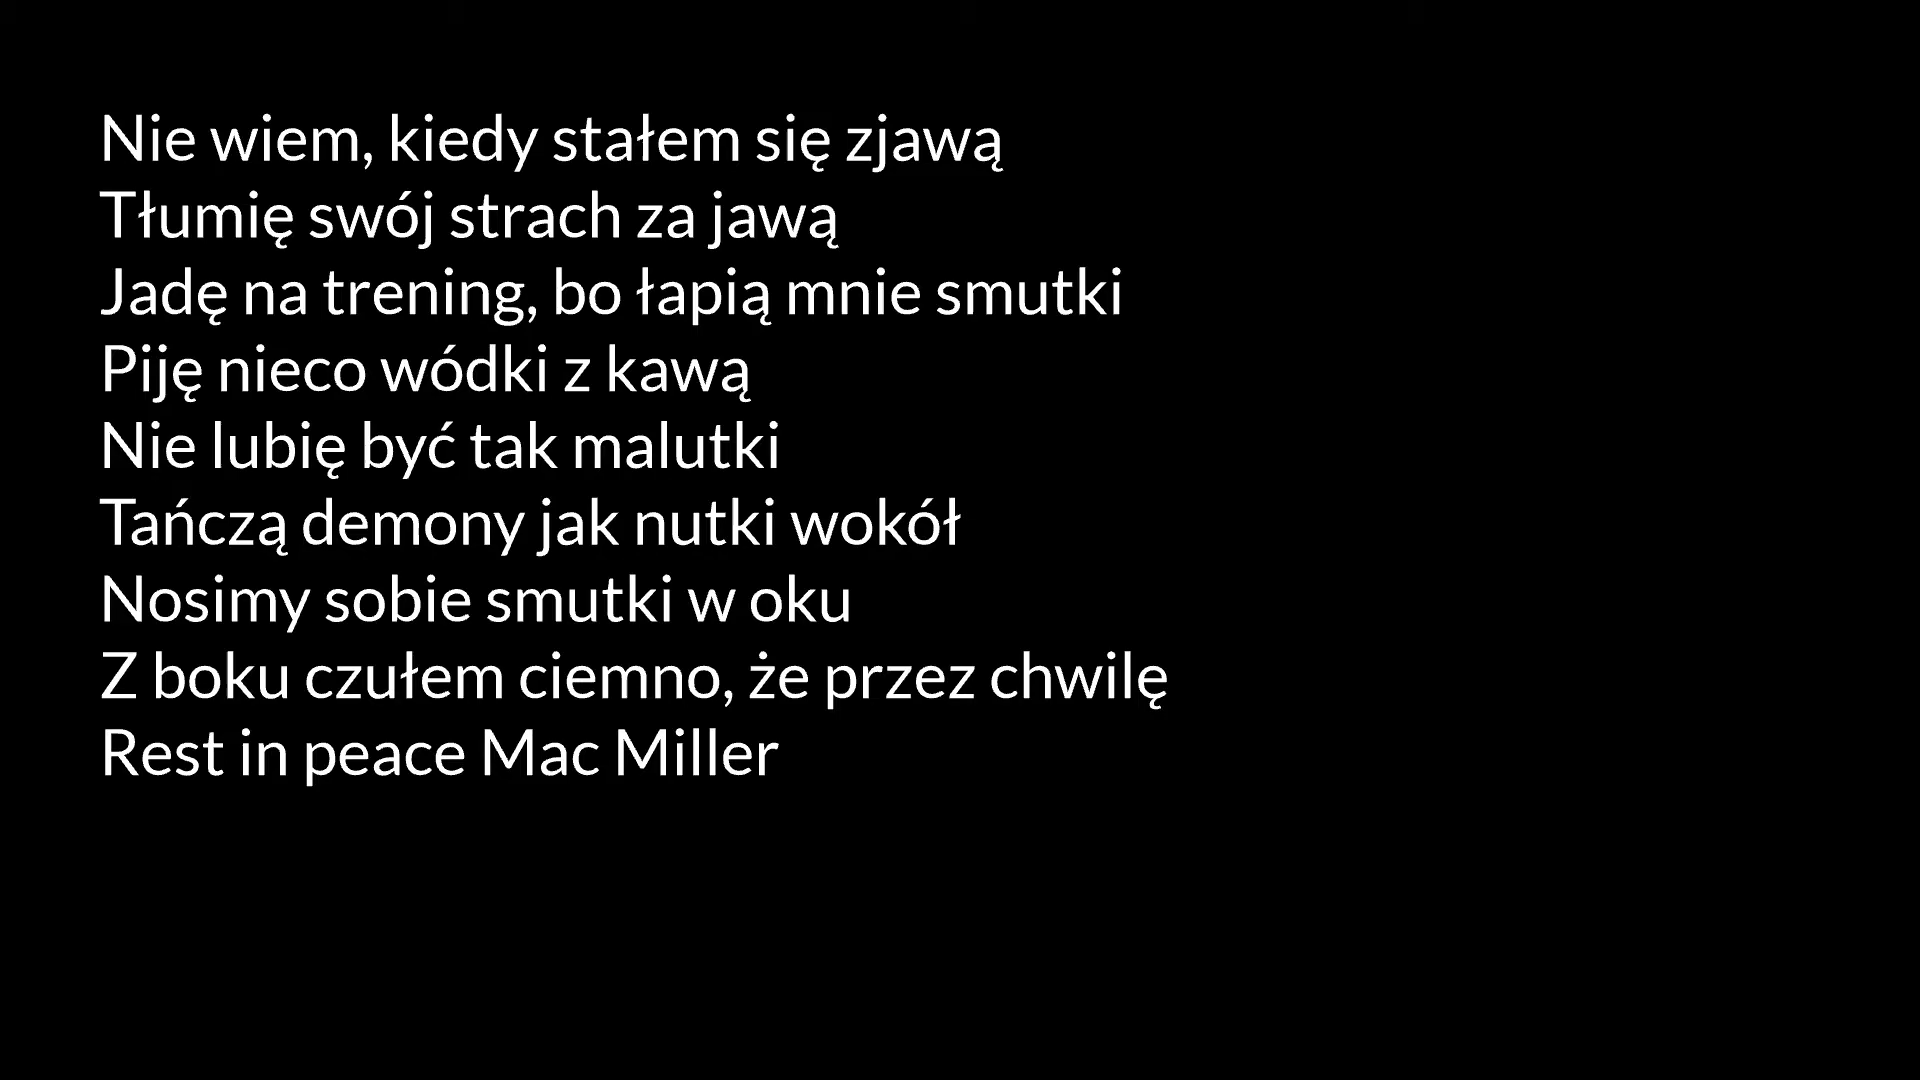 Nie wiem, kiedy stałem się zjawą
Tłumię swój strach za jawą
Jadę na trening, bo łapią mnie smutki
Piję nieco wódki z kawą
Nie lubię być tak malutki
Tańczą demony jak nutki wokół
Nosimy sobie smutki w oku
Z boku czułem ciemno, że przez chwilę
Rest in peace Mac Miller